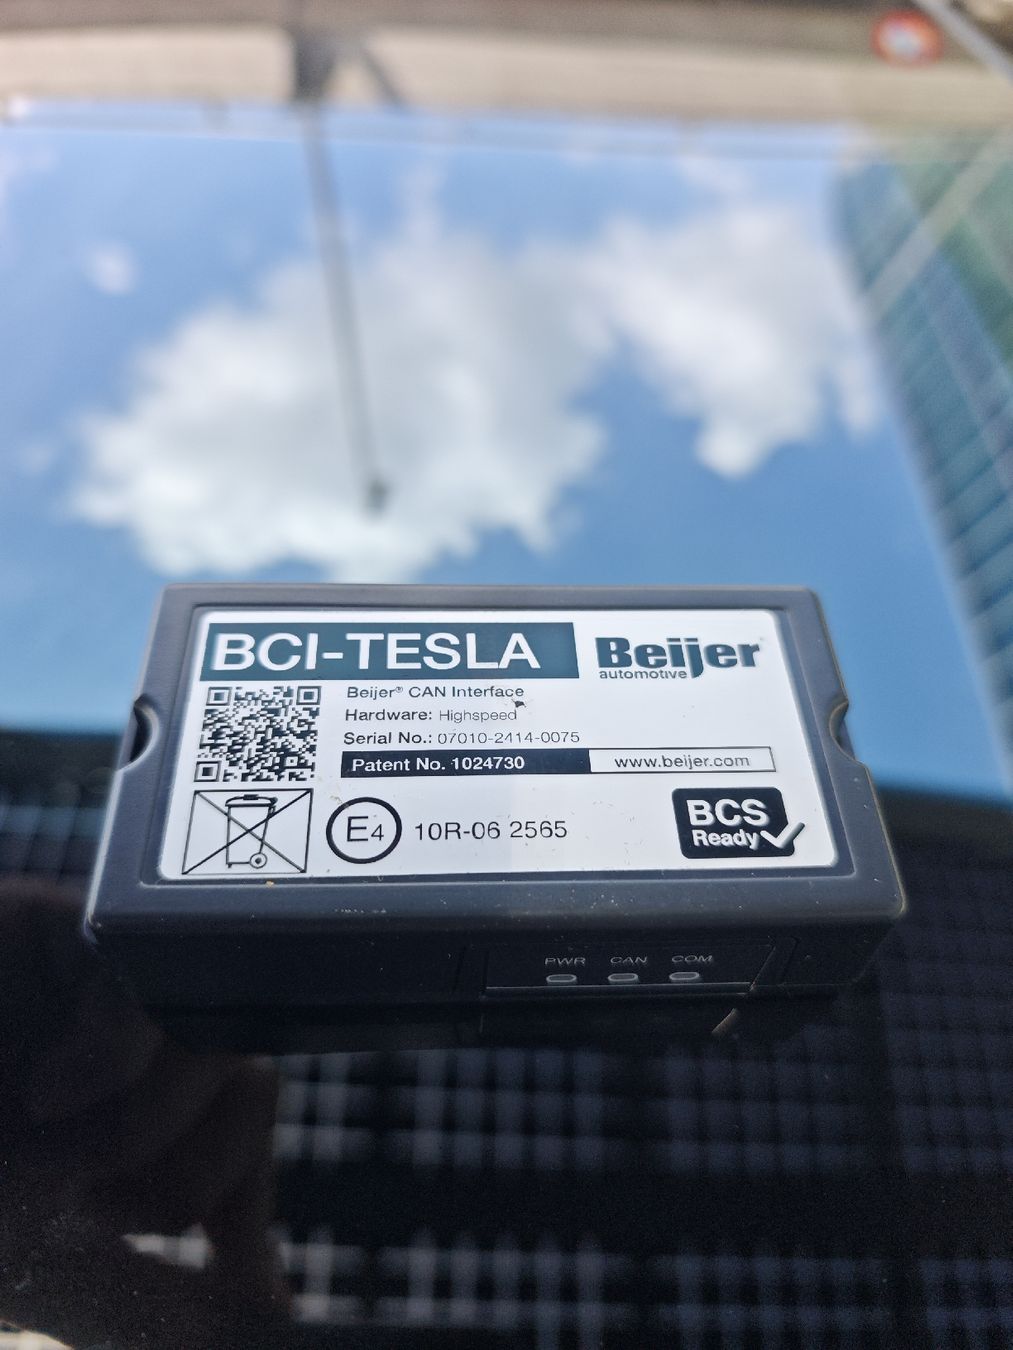 BCI-TESLA
Beijer
automotive
Beijer® CAN Interface
Hardware: Highspeed
Serial No.: 07010-2414-0075
Patent No. 1024730
www.beijer.com
E4
10R-06 2565
BCS
Ready
PWR CAN COM